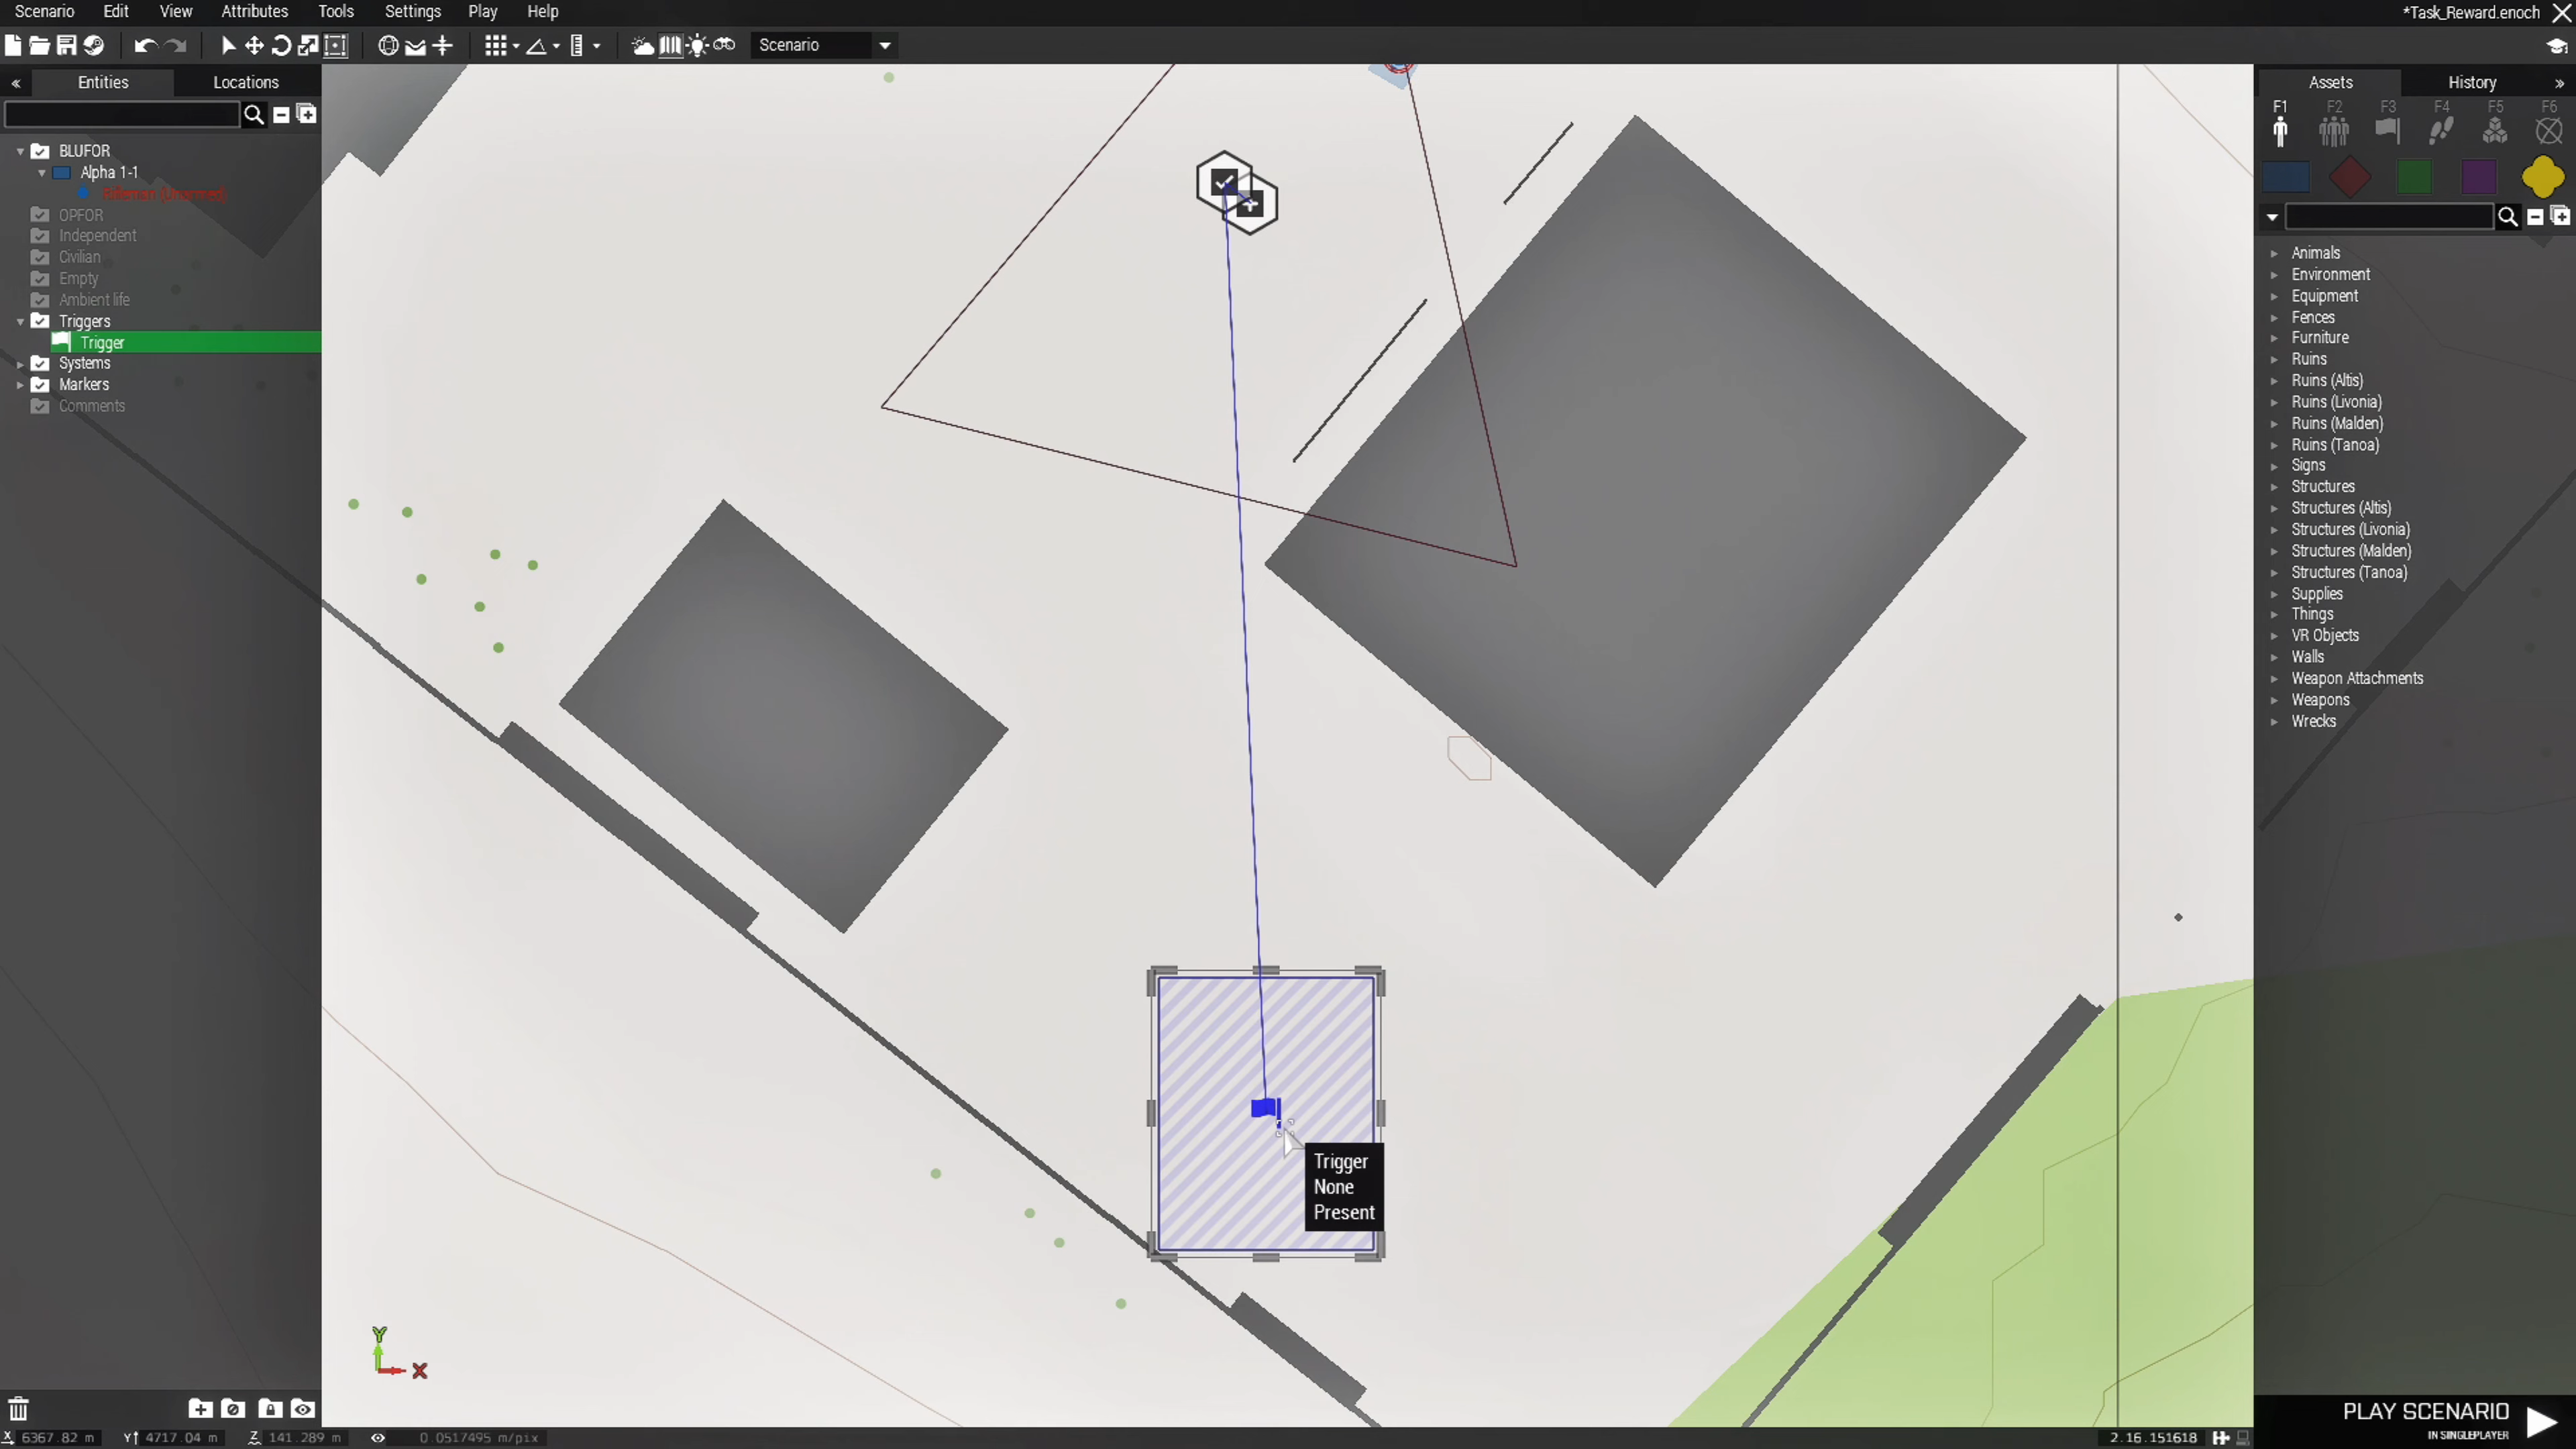 Scenario Edit View Attributes Tools Settings Play Help
*Task_Reward.enoch
Scenario
Entities Locations
BLUFOR
Alpha 1-1
Rifleman (Unarmed)
OPFOR
Independent
Civilian
Empty
Ambient life
Triggers
Trigger
Systems
Markers
Comments
Trigger
None
Present
Y
X
Assets History
F1 F2 F3 F4 F5 F6
Animals
Environment
Equipment
Fences
Furniture
Ruins
Ruins (Altis)
Ruins (Livonia)
Ruins (Malden)
Ruins (Tanoa)
Signs
Structures
Structures (Altis)
Structures (Livonia)
Structures (Malden)
Structures (Tanoa)
Supplies
Things
VR Objects
Walls
Weapon Attachments
Weapons
Wrecks
PLAY SCENARIO
IN SINGLEPLAYER
X 6367.82 m Y 4717.04 m Z 141.289 m 0.0517495 m/pix 2.16.151618